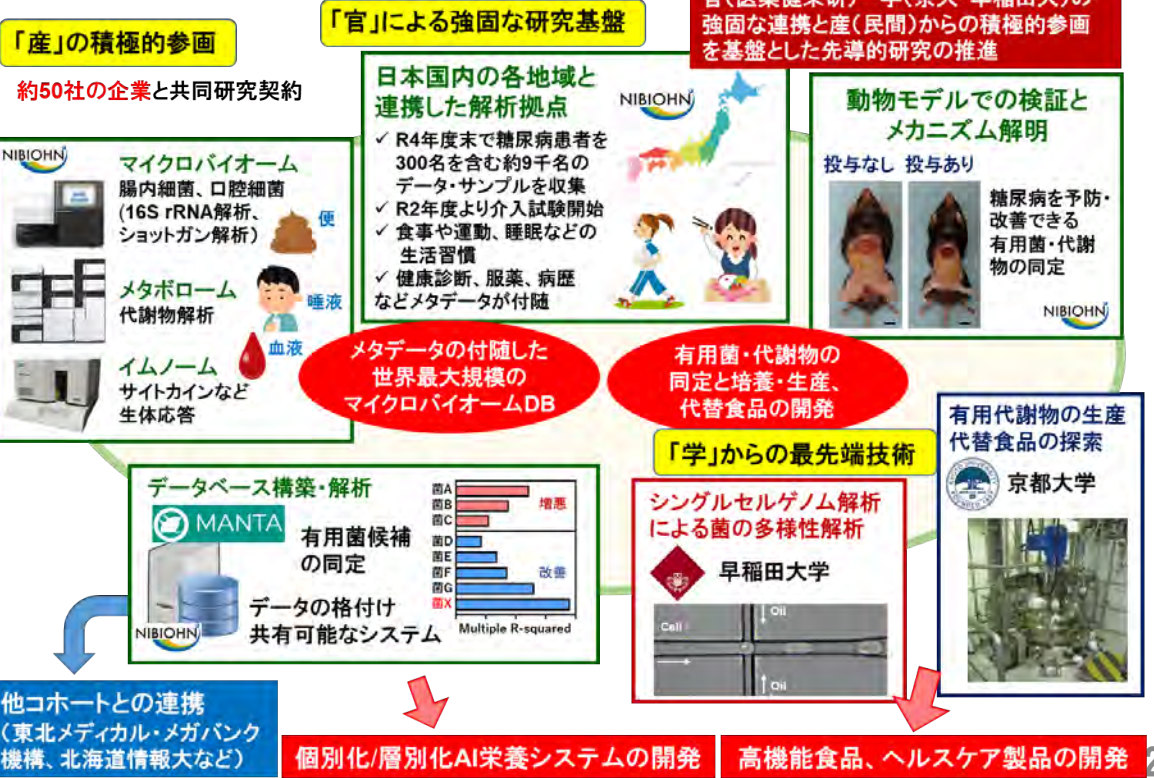 「産」の積極的参画
約50社の企業と共同研究契約
「官」による強固な研究基盤
強固な連携と産（民間）からの積極的参画
を基盤とした先導的研究の推進
NIBIOHN
マイクロバイオーム
腸内細菌、口腔細菌
(16S rRNA解析、
ショットガン解析)
便
メタボローム
代謝物解析
唾液
血液
イムノーム
サイトカインなど
生体応答
日本国内の各地域と
連携した解析拠点
NIBIOHN
✓ R4年度末で糖尿病患者を
300名を含む約9千名の
データ・サンプルを収集
✓ R2年度より介入試験開始
✓ 食事や運動、睡眠などの
生活習慣
✓ 健康診断、服薬、病歴
などメタデータが付随
動物モデルでの検証と
メカニズム解明
投与なし 投与あり
糖尿病を予防・
改善できる
有用菌・代謝
物の同定
NIBIOHN
メタデータの付随した
世界最大規模の
マイクロバイオームDB
有用菌・代謝物の
同定と培養・生産、
代替食品の開発
「学」からの最先端技術
有用代謝物の生産
代替食品の探索
京都大学
データベース構築・解析
MANTA
有用菌候補
の同定
データの格付け
共有可能なシステム
NIBIOHN
菌A
菌B
菌C
菌D
菌E
菌F
菌G
菌X
増悪
改善
Multiple R-squared
シングルセルゲノム解析
による菌の多様性解析
早稲田大学
Cell
Oil
Oil
他コホートとの連携
（東北メディカル・メガバンク
機構、北海道情報大など）
個別化/層別化AI栄養システムの開発
高機能食品、ヘルスケア製品の開発